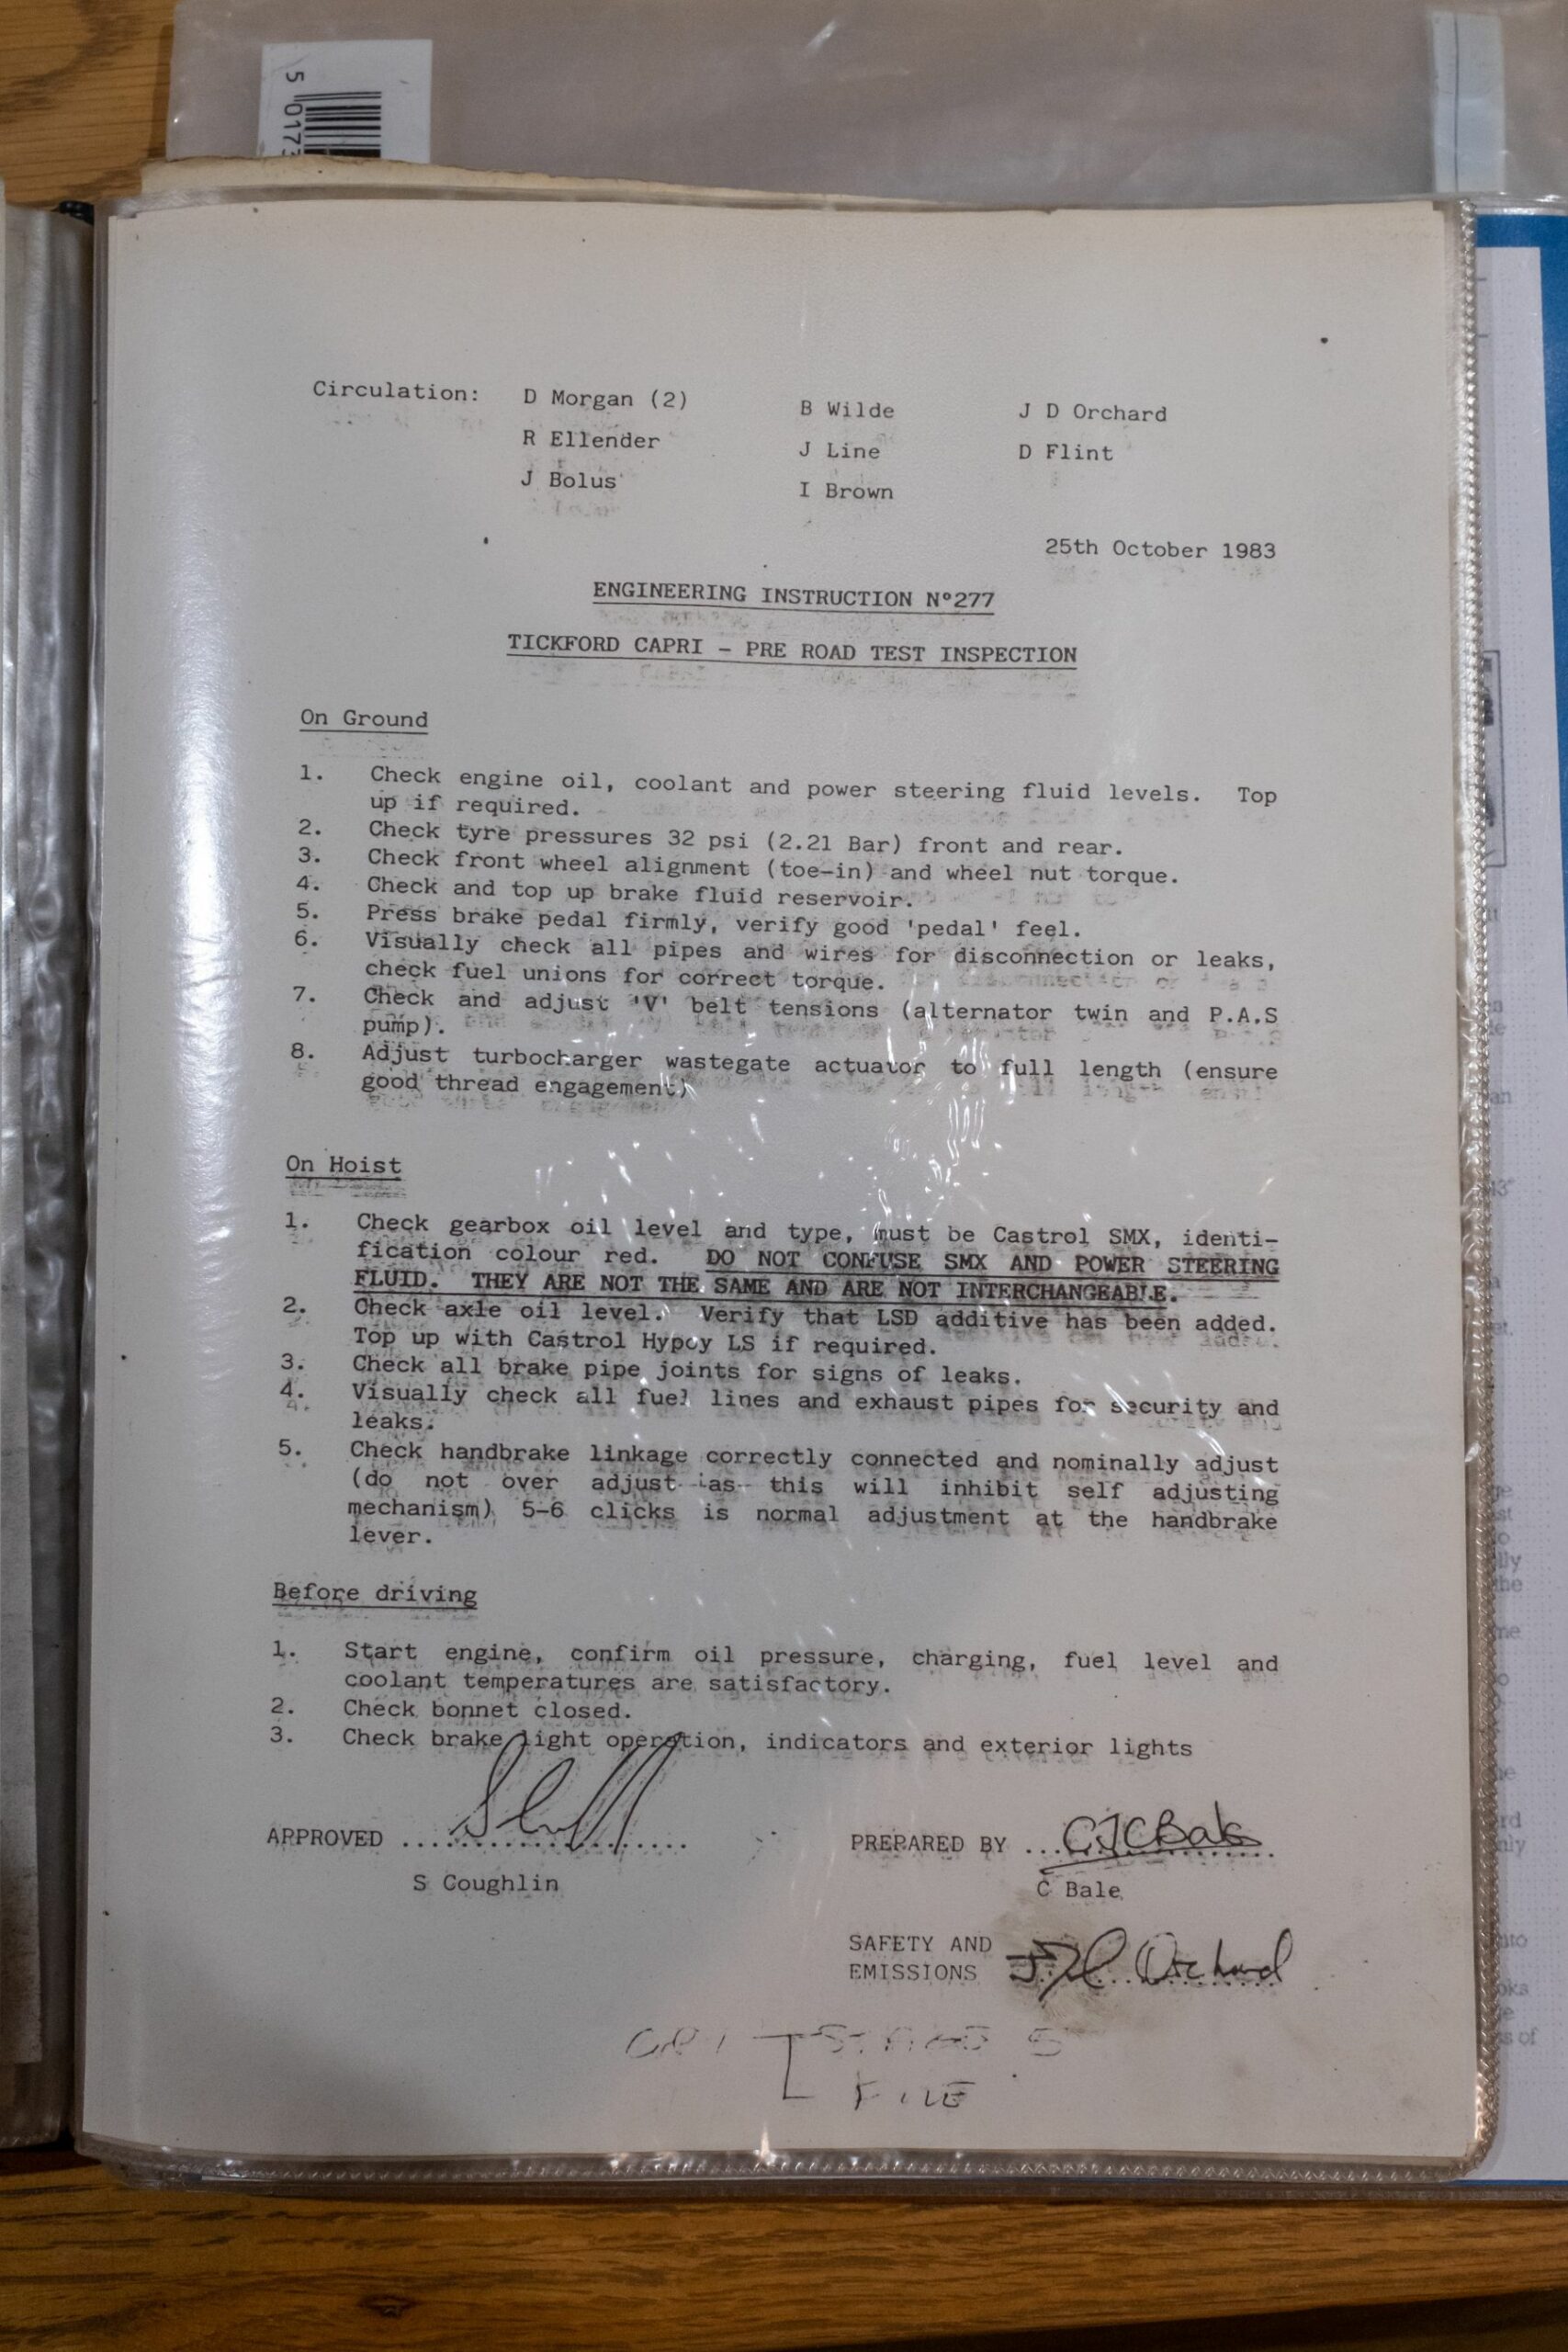 5 0173
Circulation: D Morgan (2) B Wilde J D Orchard
R Ellender J Line D Flint
J Bolus I Brown
25th October 1983
ENGINEERING INSTRUCTION Nº277
TICKFORD CAPRI - PRE ROAD TEST INSPECTION
On Ground
1. Check engine oil, coolant and power steering fluid levels. Top
up if required.
2. Check tyre pressures 32 psi (2.21 Bar) front and rear.
3. Check front wheel alignment (toe-in) and wheel nut torque.
4. Check and top up brake fluid reservoir.
5. Press brake pedal firmly, verify good 'pedal' feel.
6. Visually check all pipes and wires for disconnection or leaks,
check fuel unions for correct torque.
7. Check and adjust 'V' belt tensions (alternator twin and P.A.S
pump).
8. Adjust turbocharger wastegate actuator to full length (ensure
good thread engagement)
On Hoist
1. Check gearbox oil level and type, must be Castrol SMX, identi-
fication colour red. DO NOT CONFUSE SMX AND POWER STEERING
FLUID. THEY ARE NOT THE SAME AND ARE NOT INTERCHANGEABLE.
2. Check axle oil level. Verify that LSD additive has been added.
Top up with Castrol Hypoy LS if required.
3. Check all brake pipe joints for signs of leaks.
4. Visually check all fuel lines and exhaust pipes for security and
leaks.
5. Check handbrake linkage correctly connected and nominally adjust
(do not over adjust as this will inhibit self adjusting
mechanism) 5-6 clicks is normal adjustment at the handbrake
lever.
Before driving
1. Start engine, confirm oil pressure, charging, fuel level and
coolant temperatures are satisfactory.
2. Check bonnet closed.
3. Check brake light operation, indicators and exterior lights
APPROVED .................... PREPARED BY .. CJCBale
S Coughlin C Bale
SAFETY AND
EMISSIONS J D Orchard
FILE